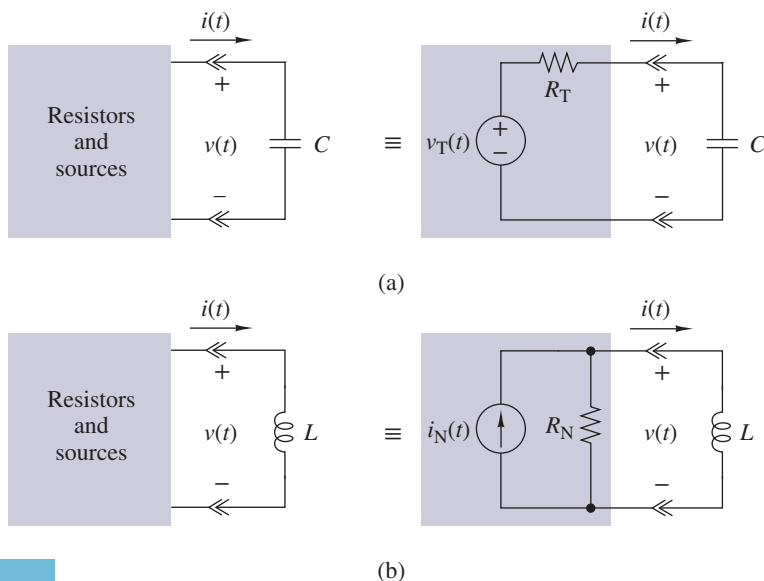 i(t) i(t)
+ R_T +
Resistors
and
sources
v(t) C ≡ v_T(t) + − v(t) C
− −
(a)
i(t) i(t)
+ +
Resistors
and
sources
v(t) L ≡ i_N(t) R_N v(t) L
− −
(b)